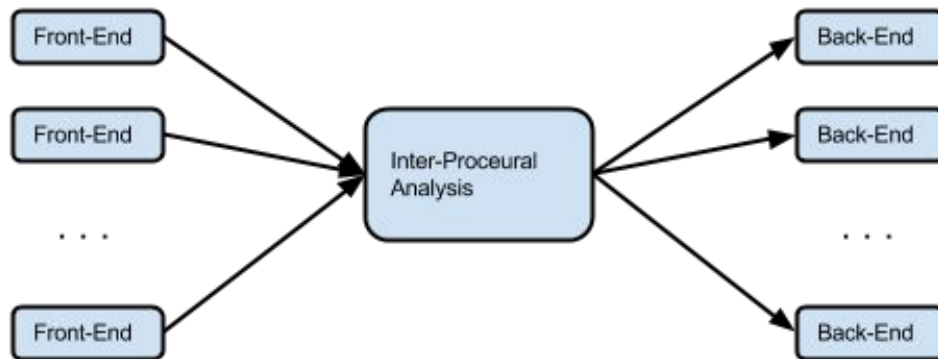 Front-End
Front-End
. . .
Front-End
Inter-Proceural
Analysis
Back-End
Back-End
. . .
Back-End